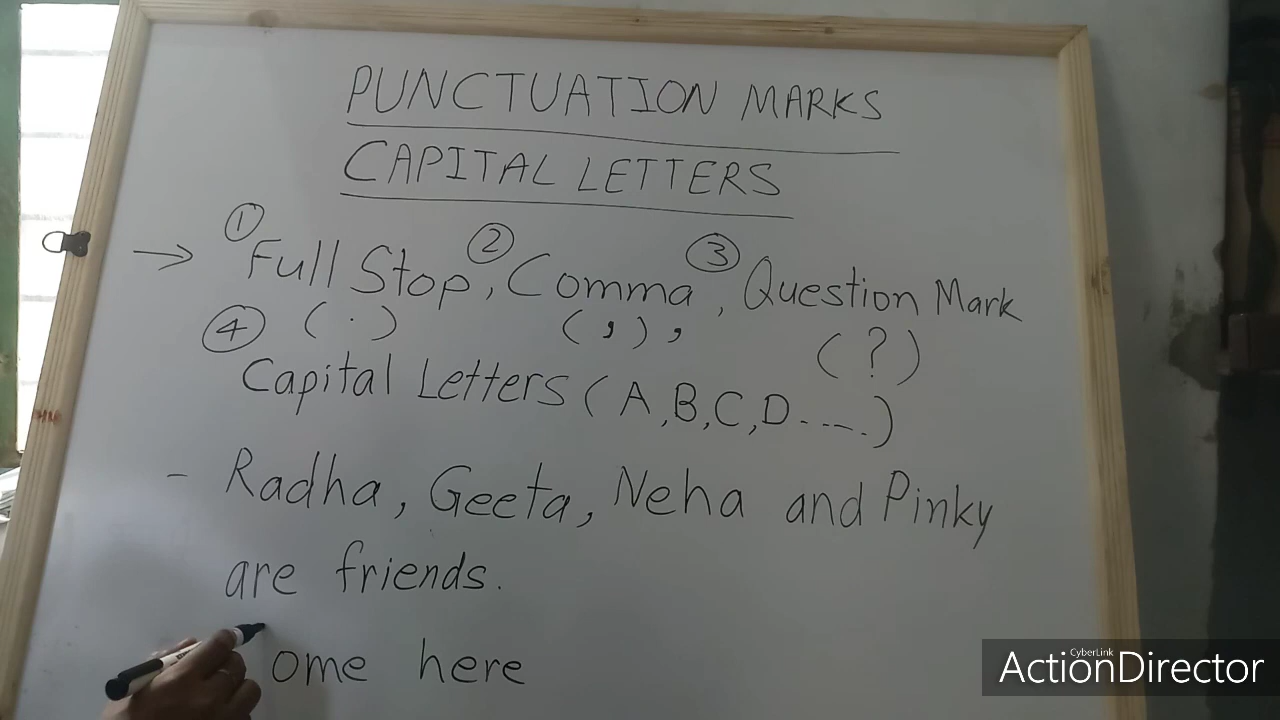 PUNCTUATION MARKS
CAPITAL LETTERS
→ ① Full Stop, ② Comma, ③ Question Mark
(.) (,), (?)
④ Capital Letters (A,B,C,D-----.)
- Radha, Geeta, Neha and Pinky
are friends.
ome here
CyberLink
ActionDirector